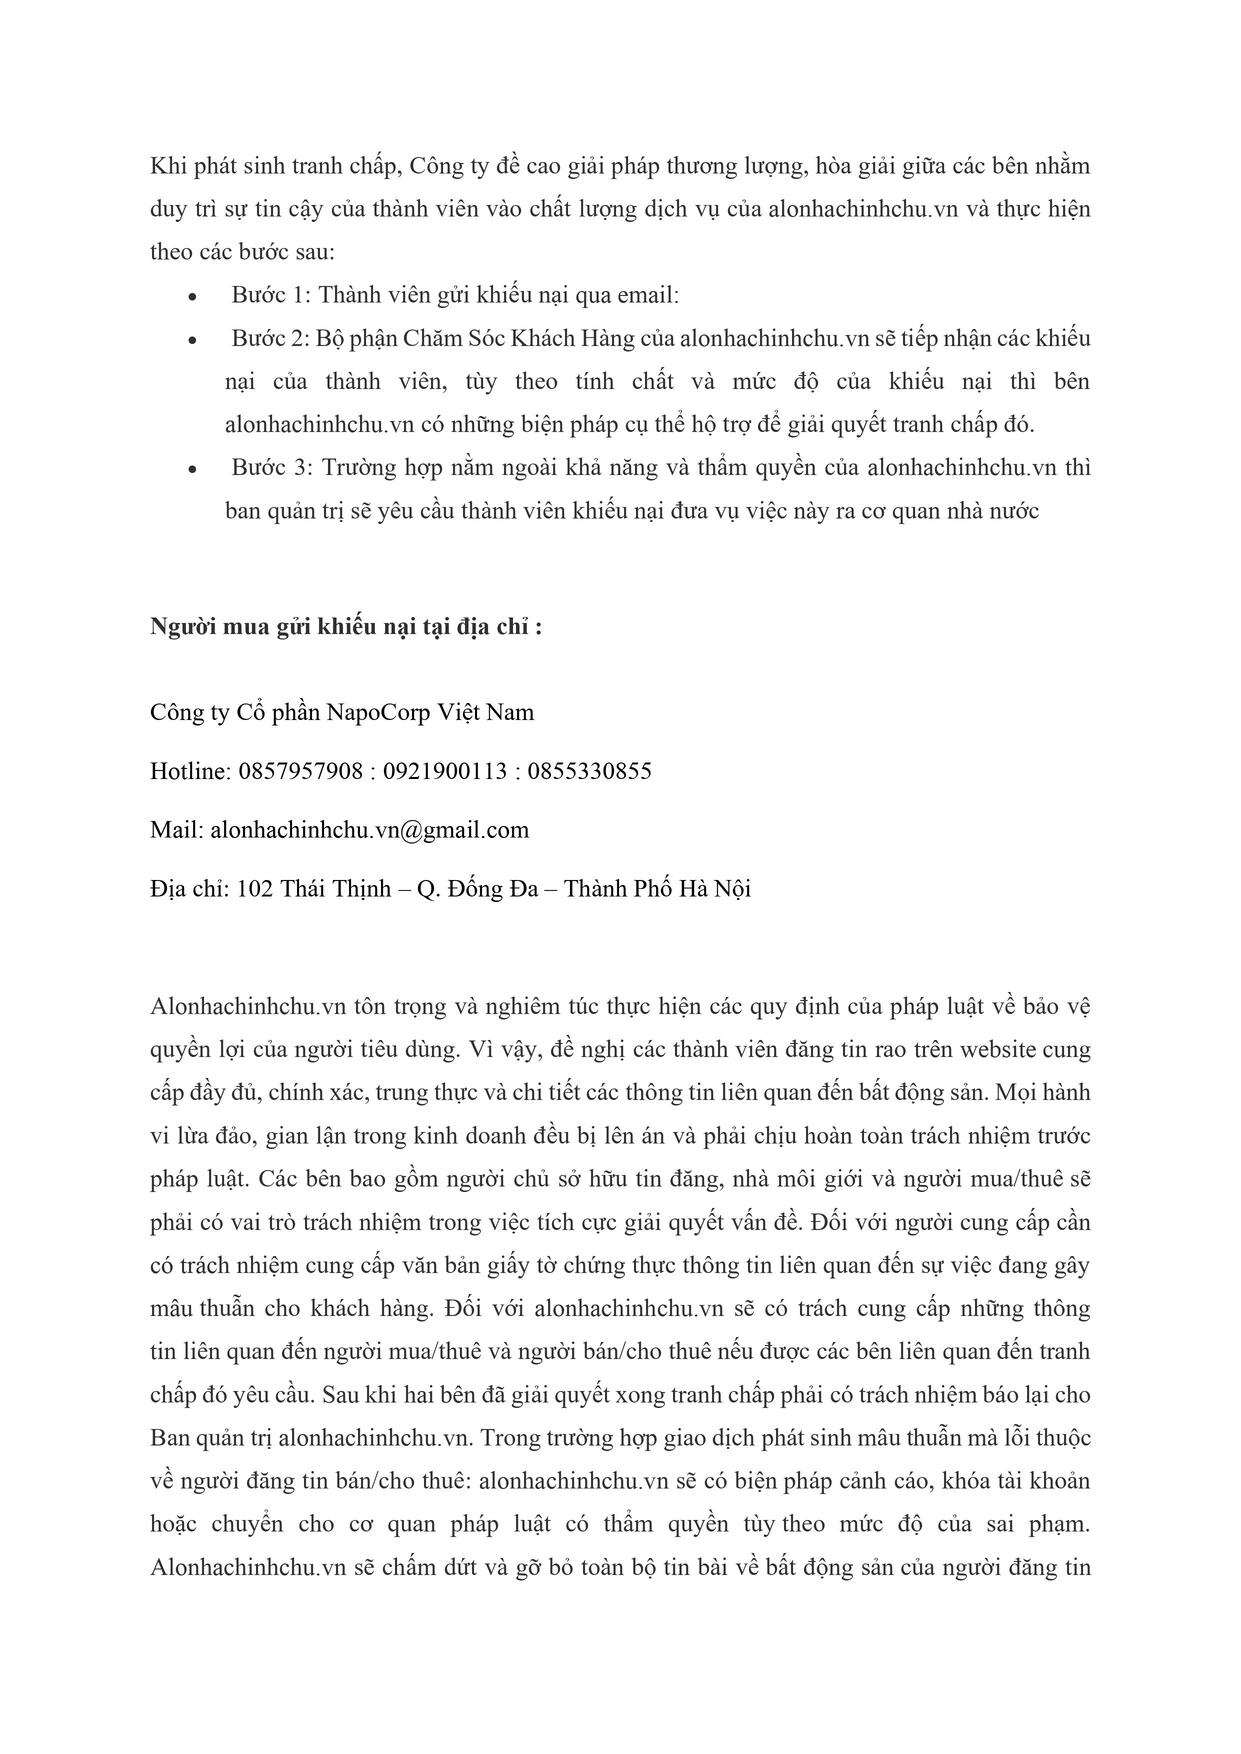 Khi phát sinh tranh chấp, Công ty đề cao giải pháp thương lượng, hòa giải giữa các bên nhằm
duy trì sự tin cậy của thành viên vào chất lượng dịch vụ của alonhachinhchu.vn và thực hiện
theo các bước sau:
• Bước 1: Thành viên gửi khiếu nại qua email:
• Bước 2: Bộ phận Chăm Sóc Khách Hàng của alonhachinhchu.vn sẽ tiếp nhận các khiếu
nại của thành viên, tùy theo tính chất và mức độ của khiếu nại thì bên
alonhachinhchu.vn có những biện pháp cụ thể hộ trợ để giải quyết tranh chấp đó.
• Bước 3: Trường hợp nằm ngoài khả năng và thẩm quyền của alonhachinhchu.vn thì
ban quản trị sẽ yêu cầu thành viên khiếu nại đưa vụ việc này ra cơ quan nhà nước
Người mua gửi khiếu nại tại địa chỉ :
Công ty Cổ phần NapoCorp Việt Nam
Hotline: 0857957908 : 0921900113 : 0855330855
Mail: alonhachinhchu.vn@gmail.com
Địa chỉ: 102 Thái Thịnh – Q. Đống Đa – Thành Phố Hà Nội
Alonhachinhchu.vn tôn trọng và nghiêm túc thực hiện các quy định của pháp luật về bảo vệ
quyền lợi của người tiêu dùng. Vì vậy, đề nghị các thành viên đăng tin rao trên website cung
cấp đầy đủ, chính xác, trung thực và chi tiết các thông tin liên quan đến bất động sản. Mọi hành
vi lừa đảo, gian lận trong kinh doanh đều bị lên án và phải chịu hoàn toàn trách nhiệm trước
pháp luật. Các bên bao gồm người chủ sở hữu tin đăng, nhà môi giới và người mua/thuê sẽ
phải có vai trò trách nhiệm trong việc tích cực giải quyết vấn đề. Đối với người cung cấp cần
có trách nhiệm cung cấp văn bản giấy tờ chứng thực thông tin liên quan đến sự việc đang gây
mâu thuẫn cho khách hàng. Đối với alonhachinhchu.vn sẽ có trách cung cấp những thông
tin liên quan đến người mua/thuê và người bán/cho thuê nếu được các bên liên quan đến tranh
chấp đó yêu cầu. Sau khi hai bên đã giải quyết xong tranh chấp phải có trách nhiệm báo lại cho
Ban quản trị alonhachinhchu.vn. Trong trường hợp giao dịch phát sinh mâu thuẫn mà lỗi thuộc
về người đăng tin bán/cho thuê: alonhachinhchu.vn sẽ có biện pháp cảnh cáo, khóa tài khoản
hoặc chuyển cho cơ quan pháp luật có thẩm quyền tùy theo mức độ của sai phạm.
Alonhachinhchu.vn sẽ chấm dứt và gỡ bỏ toàn bộ tin bài về bất động sản của người đăng tin